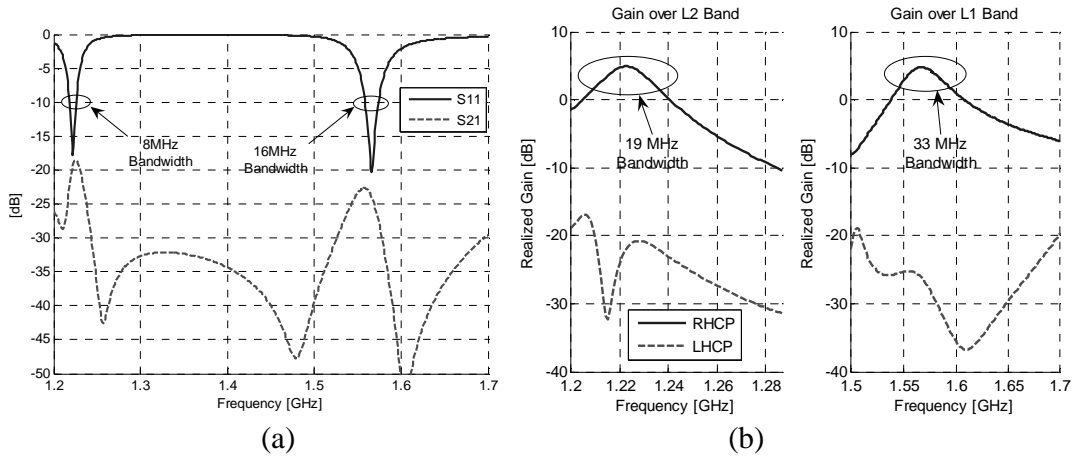 0
-5
-10
-15
-20
-25
-30
-35
-40
-45
-50
[dB]
8MHz
Bandwidth
16MHz
Bandwidth
S11
S21
1.2
1.3
1.4
1.5
1.6
1.7
Frequency [GHz]
(a)
Gain over L2 Band
20
10
0
-10
-20
-30
-40
Realized Gain [dB]
19 MHz
Bandwidth
RHCP
LHCP
1.2
1.22
1.24
1.26
1.28
Frequency [GHz]
Gain over L1 Band
20
10
0
-10
-20
-30
-40
Realized Gain [dB]
33 MHz
Bandwidth
1.5
1.55
1.6
1.65
1.7
Frequency [GHz]
(b)